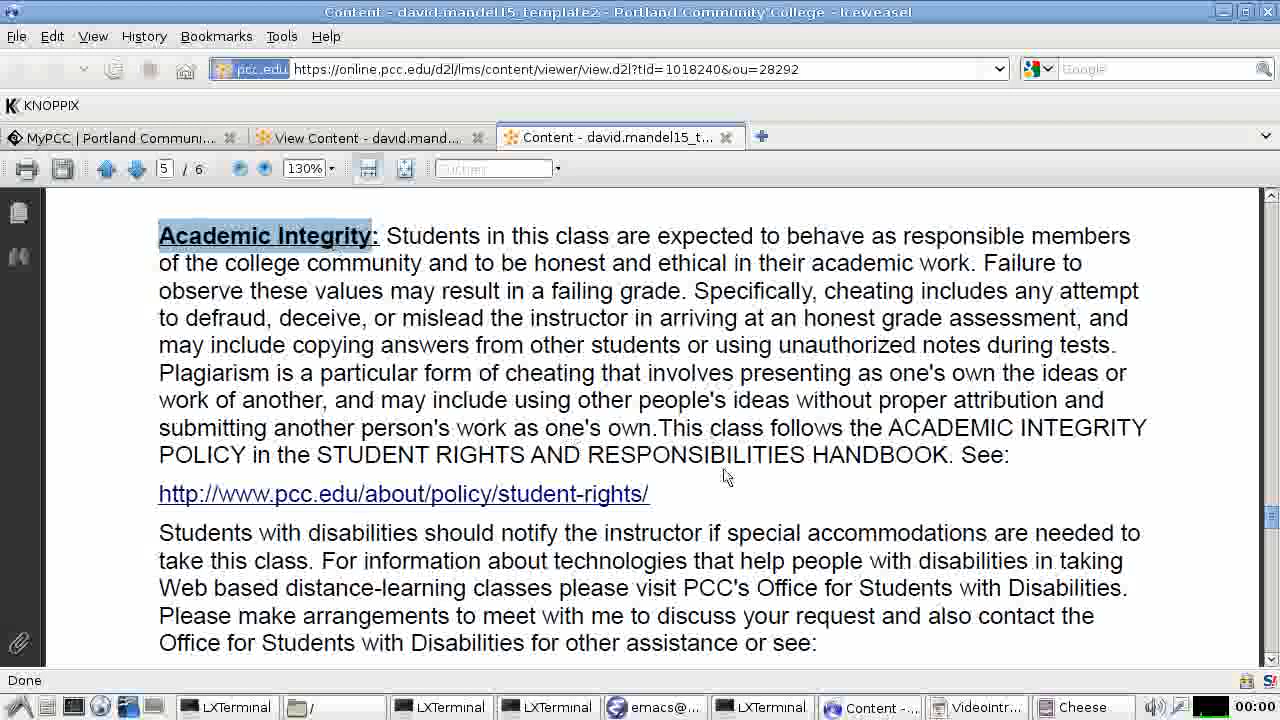 Content - david.mandel15_template2 - Portland Community College - Iceweasel
File Edit View History Bookmarks Tools Help
pcc.edu https://online.pcc.edu/d2l/lms/content/viewer/view.d2l?tId=1018240&ou=28292 Google
KNOPPIX
MyPCC | Portland Communi... View Content - david.mand... Content - david.mandel15_t...
5 / 6 130% Suchen
Academic Integrity: Students in this class are expected to behave as responsible members
of the college community and to be honest and ethical in their academic work. Failure to
observe these values may result in a failing grade. Specifically, cheating includes any attempt
to defraud, deceive, or mislead the instructor in arriving at an honest grade assessment, and
may include copying answers from other students or using unauthorized notes during tests.
Plagiarism is a particular form of cheating that involves presenting as one's own the ideas or
work of another, and may include using other people's ideas without proper attribution and
submitting another person's work as one's own.This class follows the ACADEMIC INTEGRITY
POLICY in the STUDENT RIGHTS AND RESPONSIBILITIES HANDBOOK. See:
http://www.pcc.edu/about/policy/student-rights/
Students with disabilities should notify the instructor if special accommodations are needed to
take this class. For information about technologies that help people with disabilities in taking
Web based distance-learning classes please visit PCC's Office for Students with Disabilities.
Please make arrangements to meet with me to discuss your request and also contact the
Office for Students with Disabilities for other assistance or see:
Done
LXTerminal / LXTerminal LXTerminal emacs@... LXTerminal Content -... Videointr... Cheese 00:00